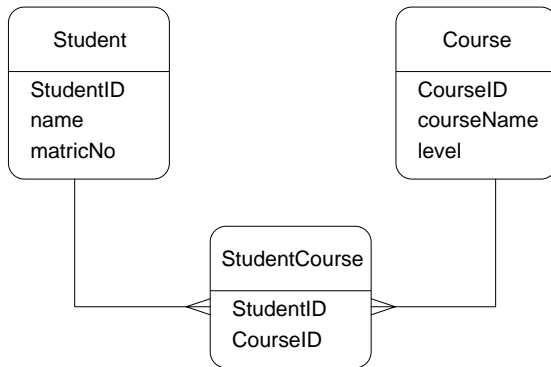 Student
StudentID
name
matricNo
Course
CourseID
courseName
level
StudentCourse
StudentID
CourseID